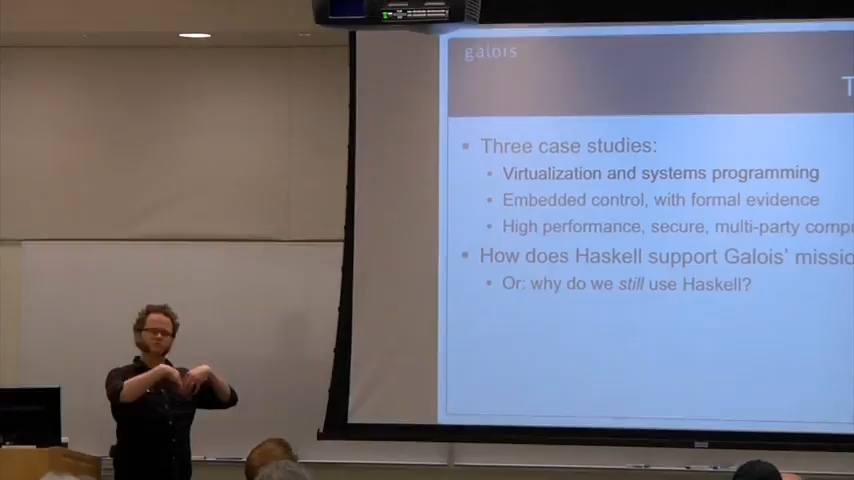 galois
T
Three case studies:
Virtualization and systems programming
Embedded control, with formal evidence
High performance, secure, multi-party compu
How does Haskell support Galois' missio
Or: why do we still use Haskell?